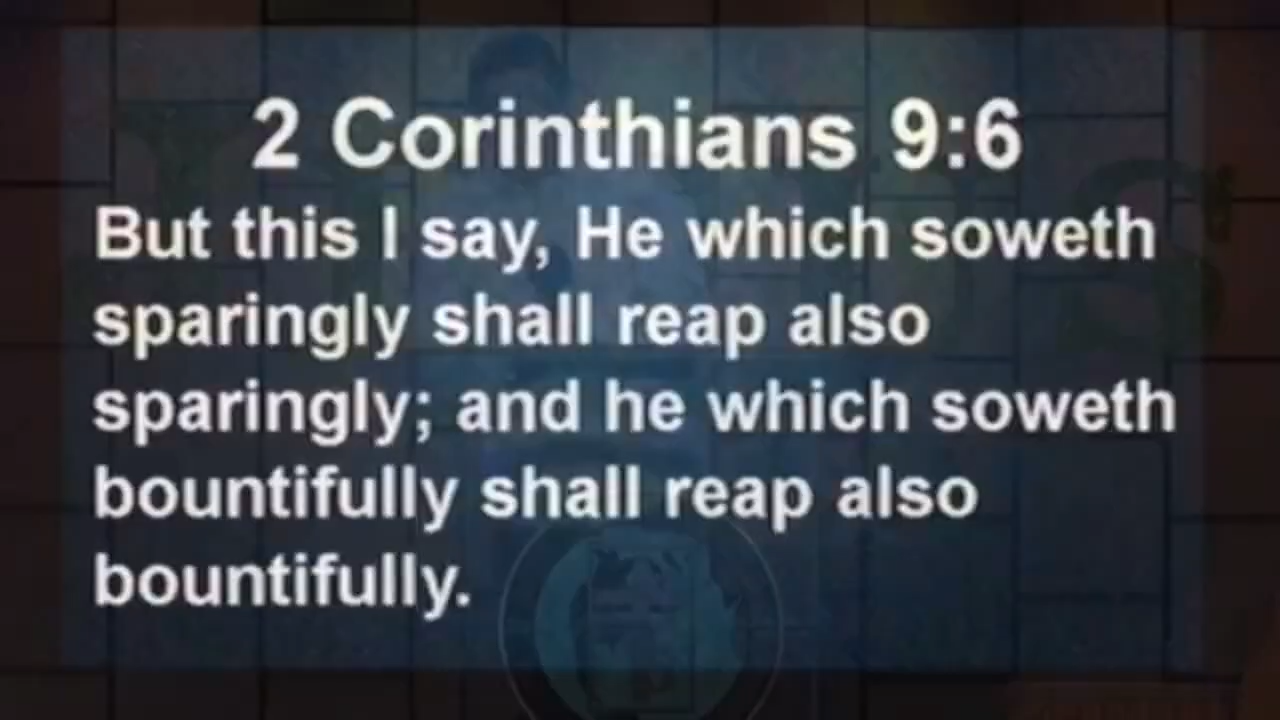 2 Corinthians 9:6
But this I say, He which soweth
sparingly shall reap also
sparingly; and he which soweth
bountifully shall reap also
bountifully.